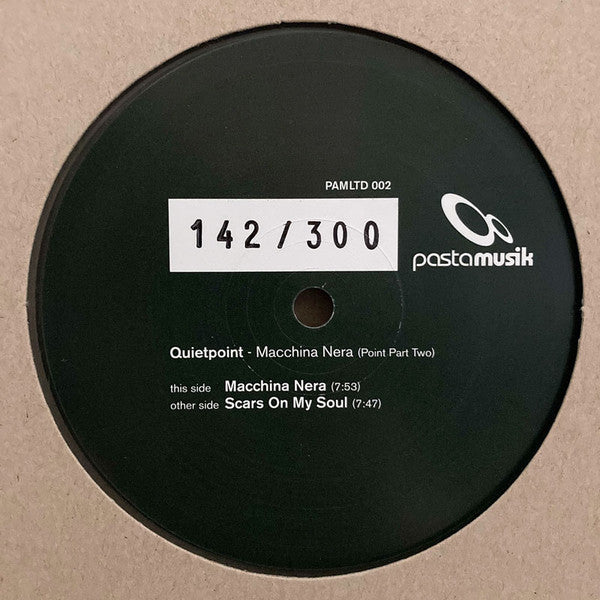 PAMLTD 002
142/300
pastamusik
Quietpoint - Macchina Nera (Point Part Two)
this side Macchina Nera (7:53)
other side Scars On My Soul (7:47)